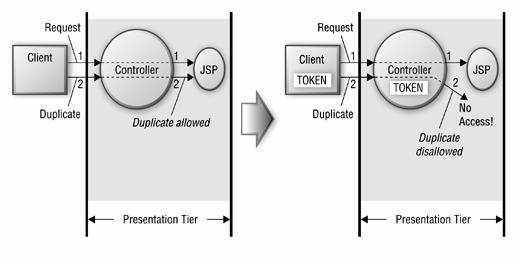 Request
Client
1
2
Controller
1
2
JSP
Duplicate
Duplicate allowed
Presentation Tier
Request
Client
TOKEN
1
2
Controller
TOKEN
1
2
JSP
No
Access!
Duplicate
Duplicate
disallowed
Presentation Tier